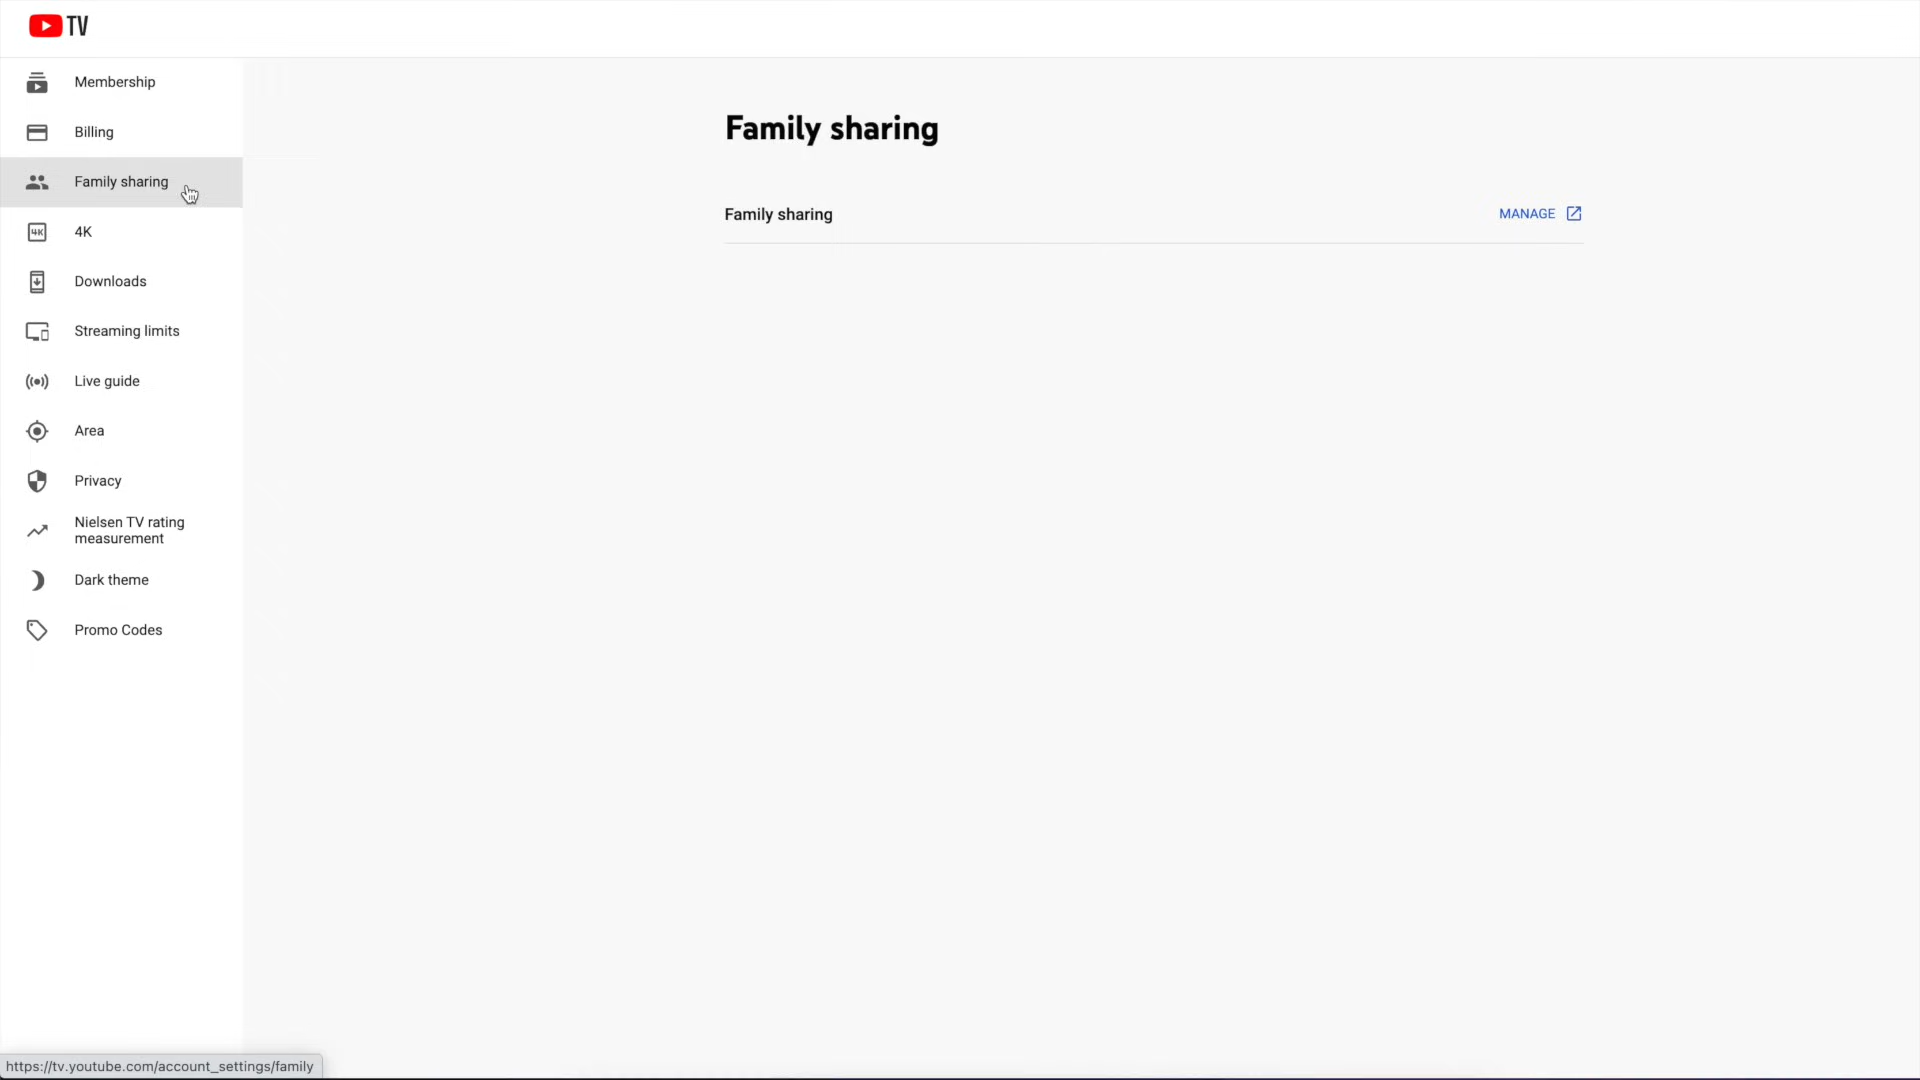 TV
Membership
Billing
Family sharing
4K
Downloads
Streaming limits
Live guide
Area
Privacy
Nielsen TV rating
measurement
Dark theme
Promo Codes
Family sharing
Family sharing
MANAGE
https://tv.youtube.com/account_settings/family